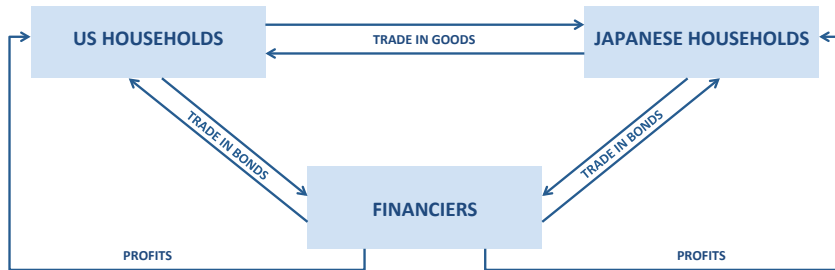 US HOUSEHOLDS
TRADE IN GOODS
JAPANESE HOUSEHOLDS
TRADE IN BONDS
TRADE IN BONDS
FINANCIERS
PROFITS
PROFITS